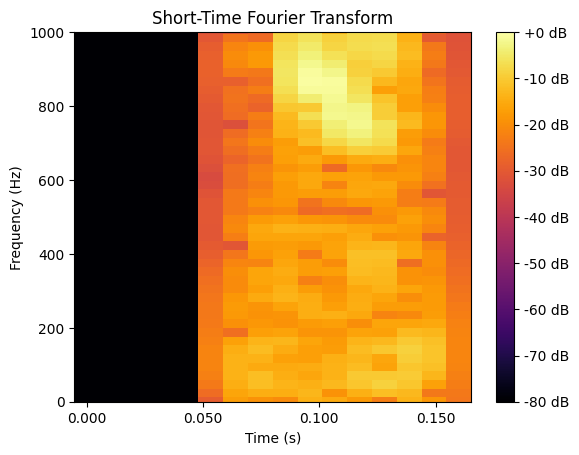 Short-Time Fourier Transform
Frequency (Hz)
1000
800
600
400
200
0
0.000
0.050
0.100
0.150
Time (s)
+0 dB
-10 dB
-20 dB
-30 dB
-40 dB
-50 dB
-60 dB
-70 dB
-80 dB